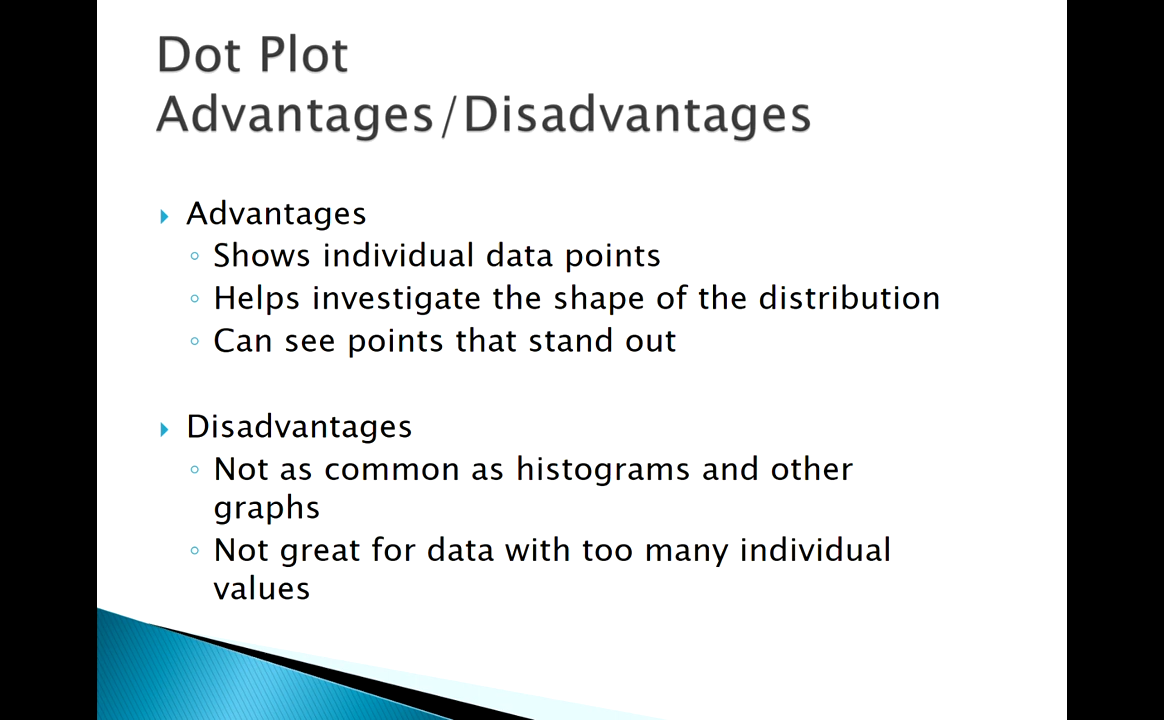 Dot Plot
Advantages/Disadvantages
Advantages
Shows individual data points
Helps investigate the shape of the distribution
Can see points that stand out
Disadvantages
Not as common as histograms and other
graphs
Not great for data with too many individual
values